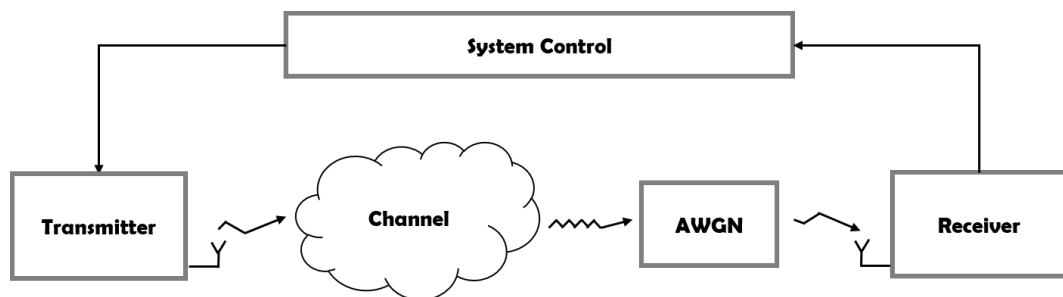 System Control
Transmitter
Channel
AWGN
Receiver